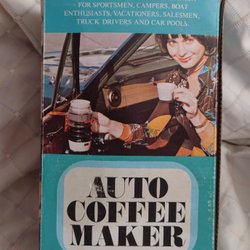 FOR SPORTSMEN, CAMPERS, BOAT
ENTHUSIASTS, VACATIONERS, SALESMEN,
TRUCK DRIVERS AND CAR POOLS.
AUTO
COFFEE
MAKER